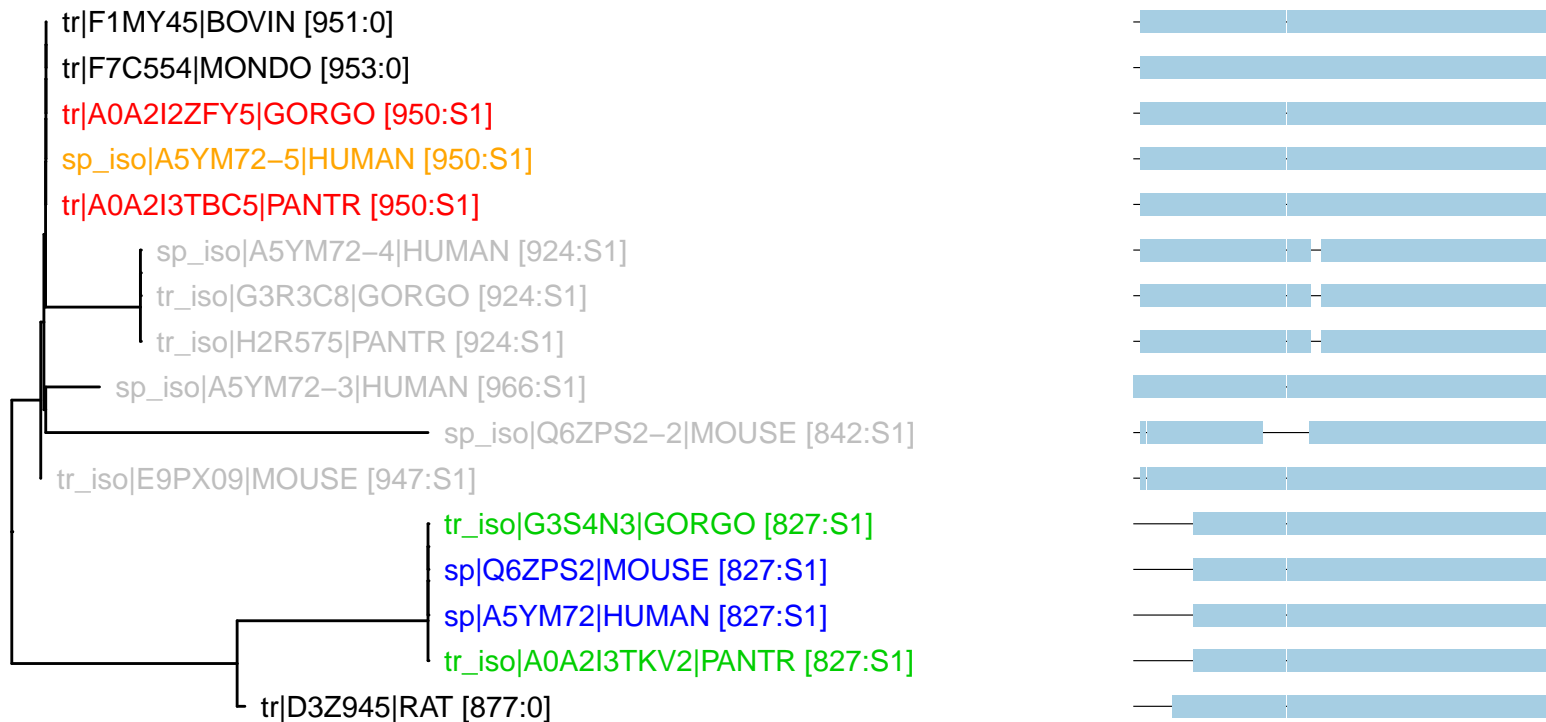 tr|F1MY45|BOVIN [951:0]
tr|F7C554|MONDO [953:0]
tr|A0A2I2ZFY5|GORGO [950:S1]
sp_iso|A5YM72−5|HUMAN [950:S1]
tr|A0A2I3TBC5|PANTR [950:S1]
sp_iso|A5YM72−4|HUMAN [924:S1]
tr_iso|G3R3C8|GORGO [924:S1]
tr_iso|H2R575|PANTR [924:S1]
sp_iso|A5YM72−3|HUMAN [966:S1]
sp_iso|Q6ZPS2−2|MOUSE [842:S1]
tr_iso|E9PX09|MOUSE [947:S1]
tr_iso|G3S4N3|GORGO [827:S1]
sp|Q6ZPS2|MOUSE [827:S1]
sp|A5YM72|HUMAN [827:S1]
tr_iso|A0A2I3TKV2|PANTR [827:S1]
tr|D3Z945|RAT [877:0]